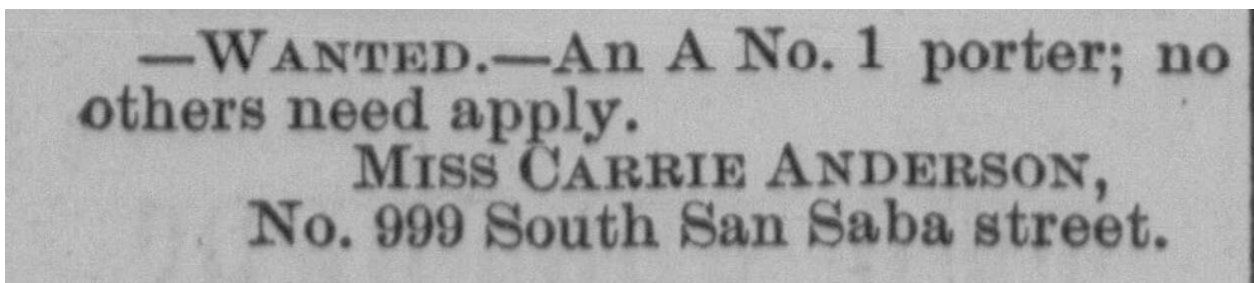 —WANTED.—An A No. 1 porter; no
others need apply.
MISS CARRIE ANDERSON,
No. 999 South San Saba street.